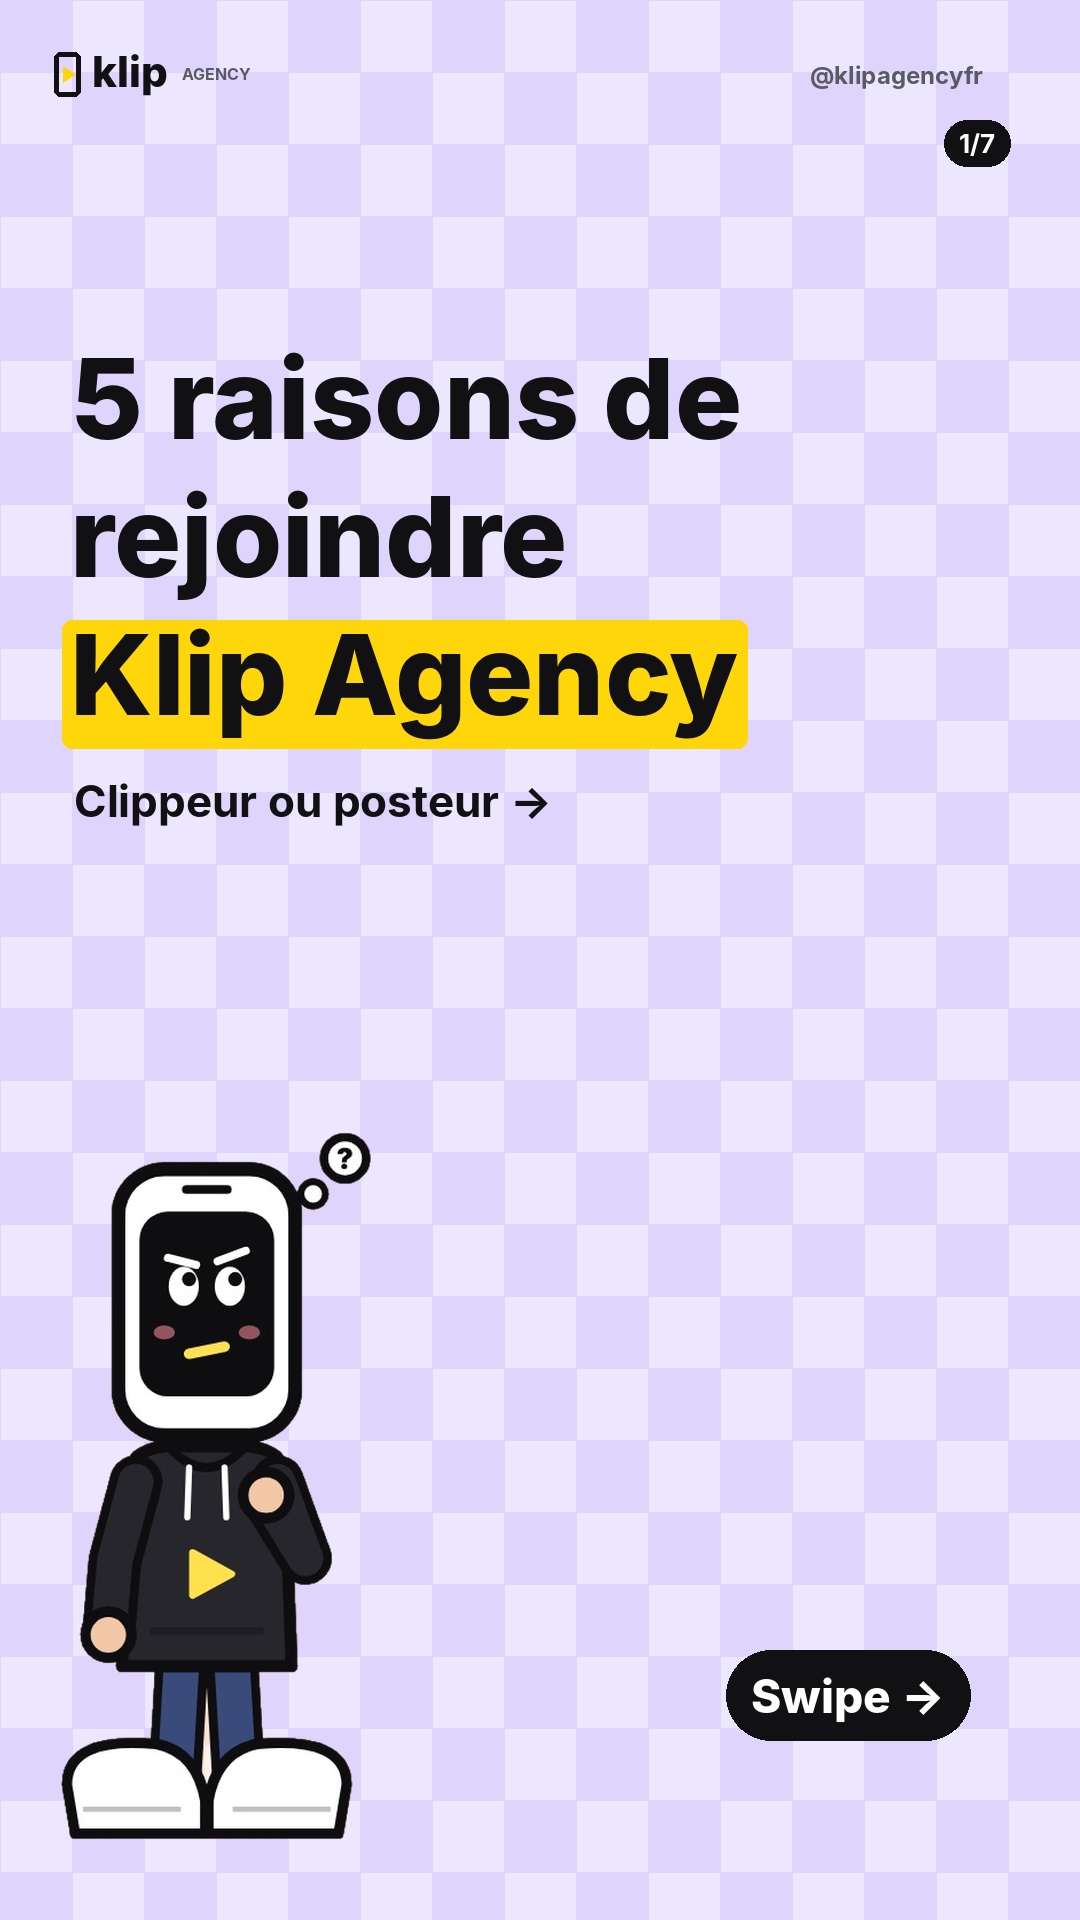 klip AGENCY
@klipagencyfr
1/7
5 raisons de
rejoindre
Klip Agency
Clippeur ou posteur →
?
Swipe →